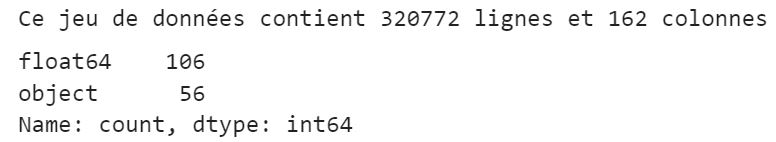 Ce jeu de données contient 320772 lignes et 162 colonnes
float64    106
object      56
Name: count, dtype: int64